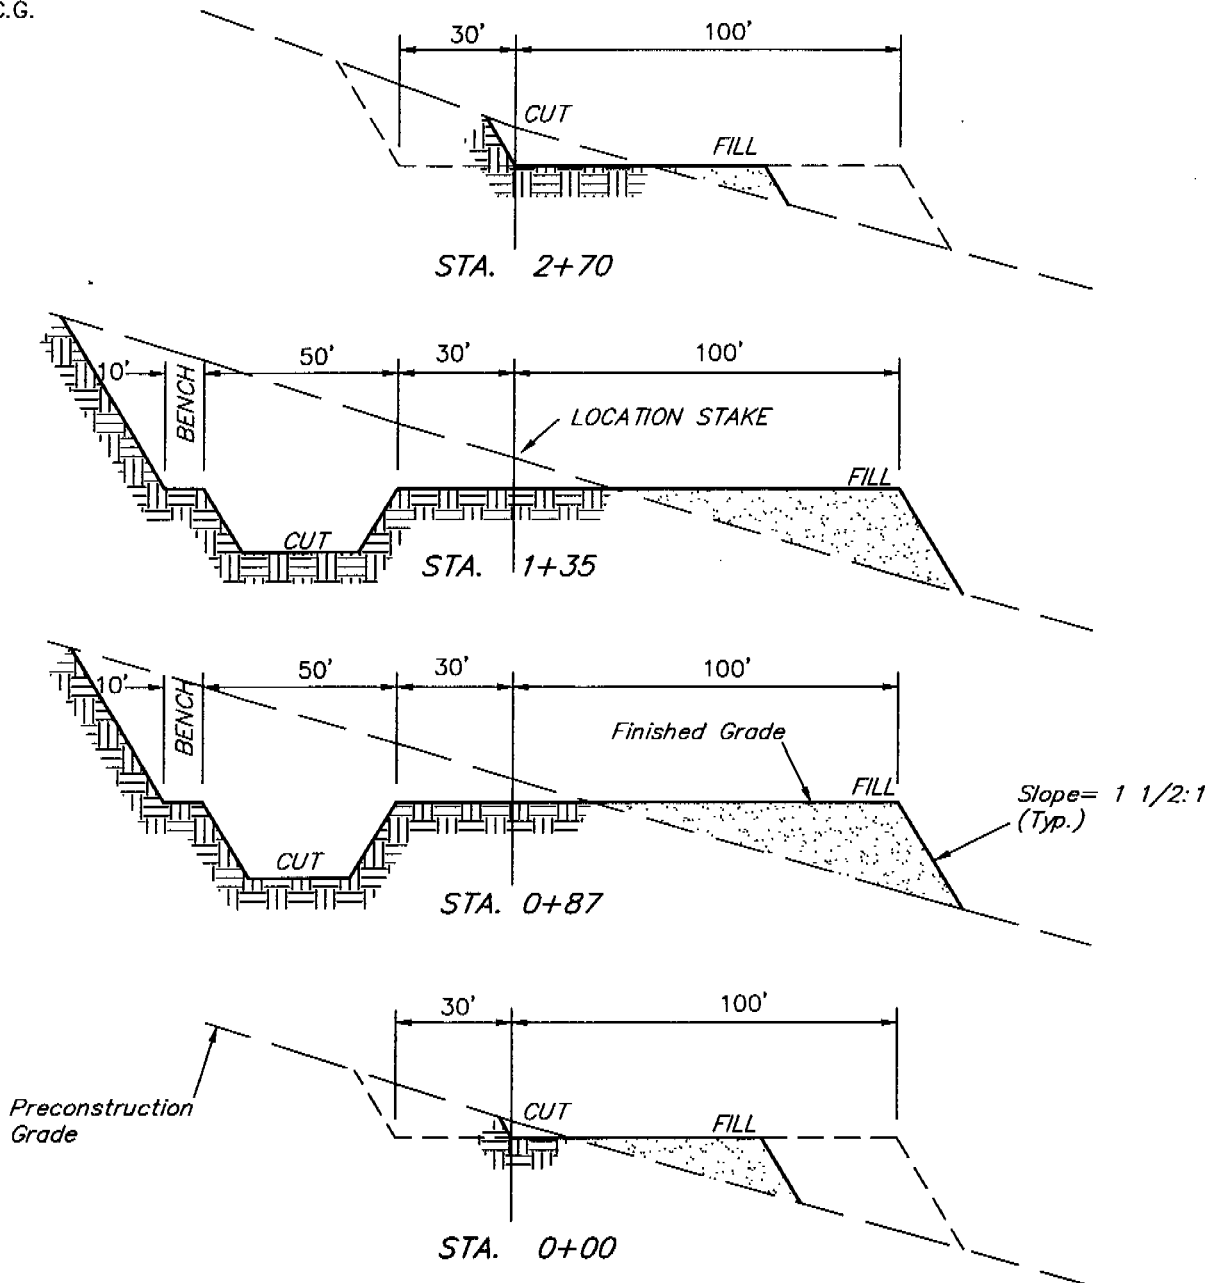 C.G.
30'
100'
CUT
FILL
STA. 2+70
10'
BENCH
50'
30'
100'
LOCATION STAKE
FILL
CUT
STA. 1+35
10'
BENCH
50'
30'
100'
Finished Grade
FILL
Slope= 1 1/2:1
(Typ.)
CUT
STA. 0+87
30'
100'
Preconstruction
Grade
CUT
FILL
STA. 0+00